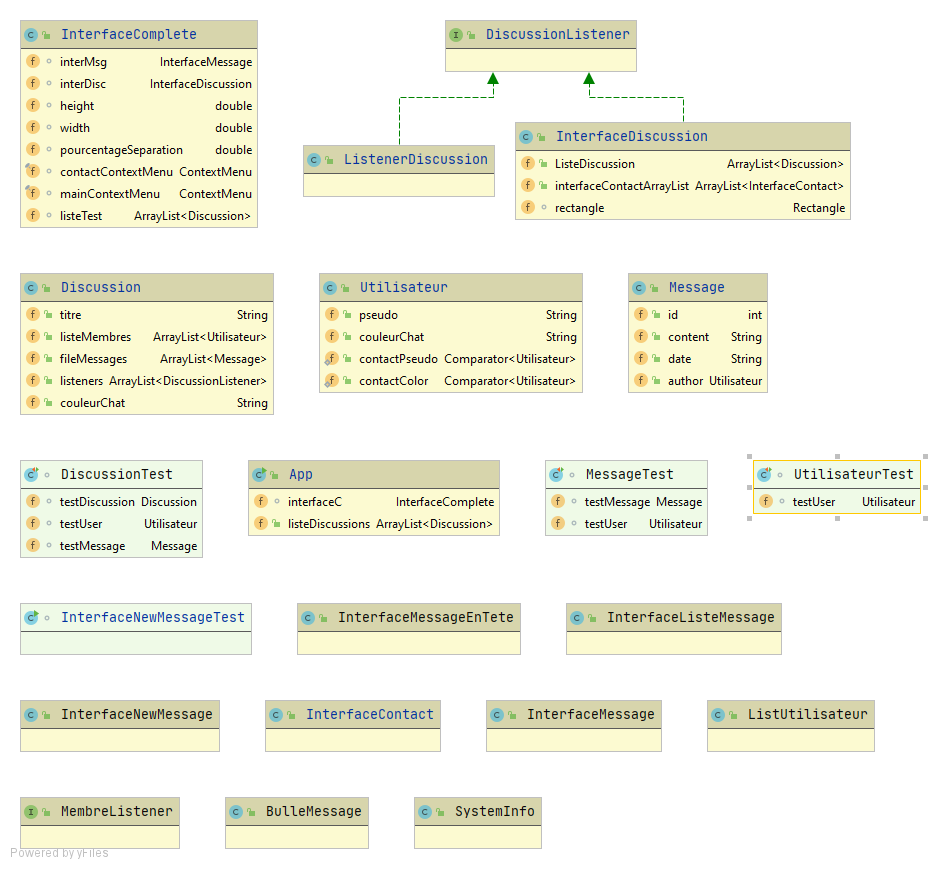 InterfaceComplete
interMsg InterfaceMessage
interDisc InterfaceDiscussion
height double
width double
pourcentageSeparation double
contactContextMenu ContextMenu
mainContextMenu ContextMenu
listeTest ArrayList<Discussion>
DiscussionListener
ListenerDiscussion
InterfaceDiscussion
ListeDiscussion ArrayList<Discussion>
interfaceContactArrayList ArrayList<InterfaceContact>
rectangle Rectangle
Discussion
titre String
listeMembres ArrayList<Utilisateur>
fileMessages ArrayList<Message>
listeners ArrayList<DiscussionListener>
couleurChat String
Utilisateur
pseudo String
couleurChat String
contactPseudo Comparator<Utilisateur>
contactColor Comparator<Utilisateur>
Message
id int
content String
date String
author Utilisateur
DiscussionTest
testDiscussion Discussion
testUser Utilisateur
testMessage Message
App
interfaceC InterfaceComplete
listeDiscussions ArrayList<Discussion>
MessageTest
testMessage Message
testUser Utilisateur
UtilisateurTest
testUser Utilisateur
InterfaceNewMessageTest
InterfaceMessageEnTete
InterfaceListeMessage
InterfaceNewMessage
InterfaceContact
InterfaceMessage
ListUtilisateur
MembreListener
BulleMessage
SystemInfo
Powered by yFiles